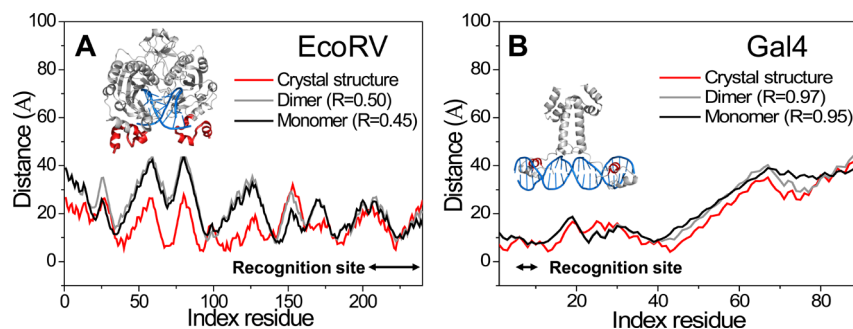 A EcoRV
Crystal structure
Dimer (R=0.50)
Monomer (R=0.45)
Distance (A)
100
80
60
40
20
0
Recognition site
0 50 100 150 200
Index residue
B Gal4
Crystal structure
Dimer (R=0.97)
Monomer (R=0.95)
Distance (A)
100
80
60
40
20
0
Recognition site
20 40 60 80
Index residue